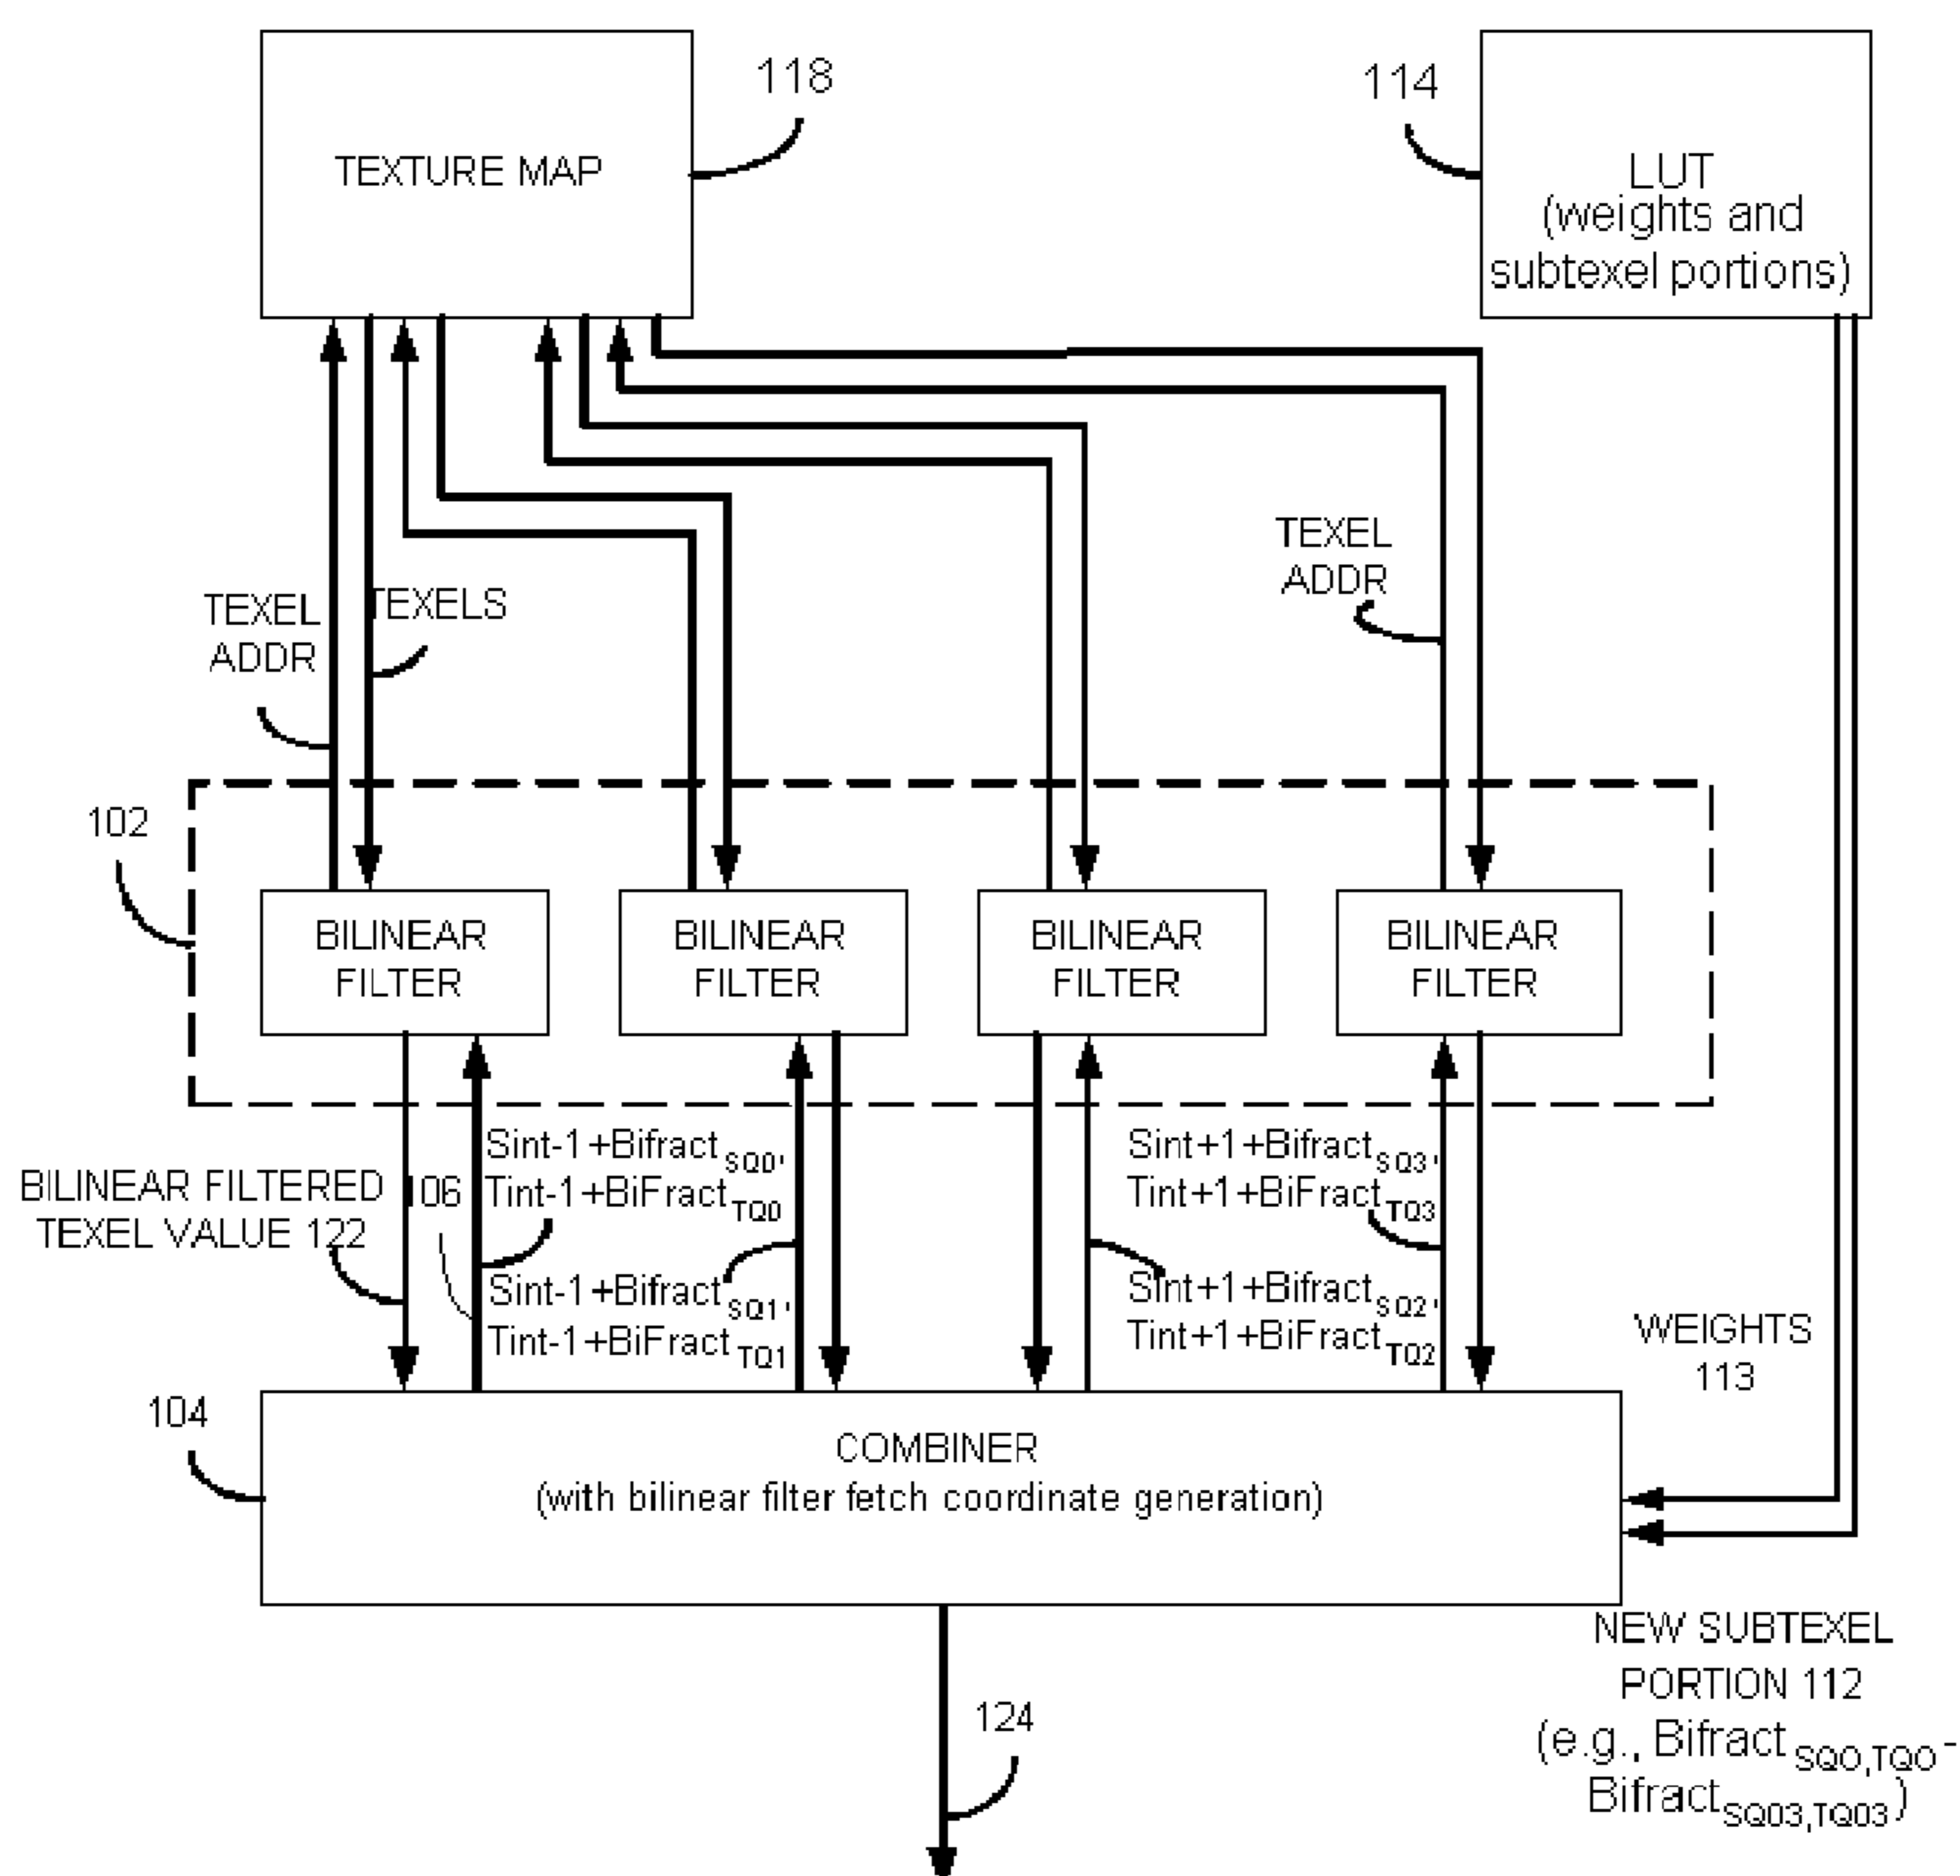 118
114
TEXTURE MAP
LUT
(weights and
subtexel portions)
TEXEL
ADDR
TEXELS
TEXEL
ADDR
102
BILINEAR
FILTER
BILINEAR
FILTER
BILINEAR
FILTER
BILINEAR
FILTER
BILINEAR FILTERED
TEXEL VALUE 122
106
Sint-1+Bifract SQ0,
Tint-1+BiFract TQ0
Sint-1+Bifract SQ1,
Tint-1+BiFract TQ1
Sint+1+Bifract SQ3,
Tint+1+BiFract TQ3
Sint+1+Bifract SQ2,
Tint+1+BiFract TQ2
WEIGHTS
113
104
COMBINER
(with bilinear filter fetch coordinate generation)
NEW SUBTEXEL
PORTION 112
(e.g., Bifract SQO,TQO -
Bifract SQ03,TQ03)
124